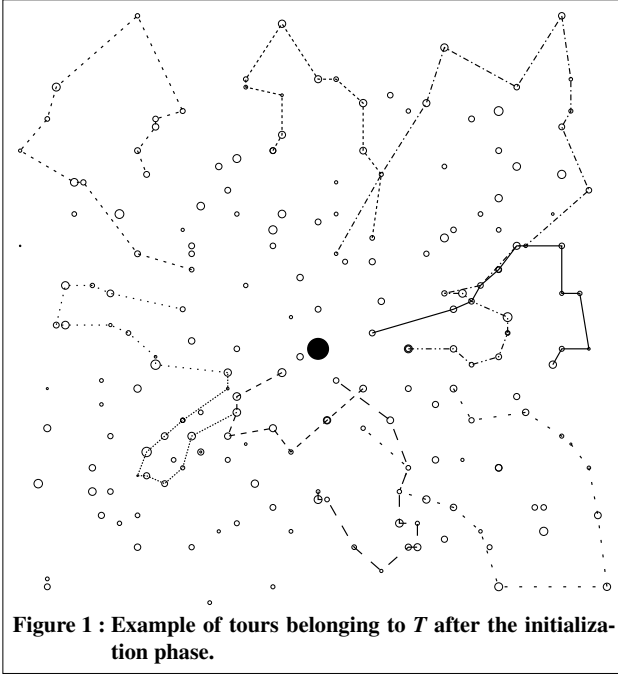 Figure 1 : Example of tours belonging to T after the initializa-
tion phase.